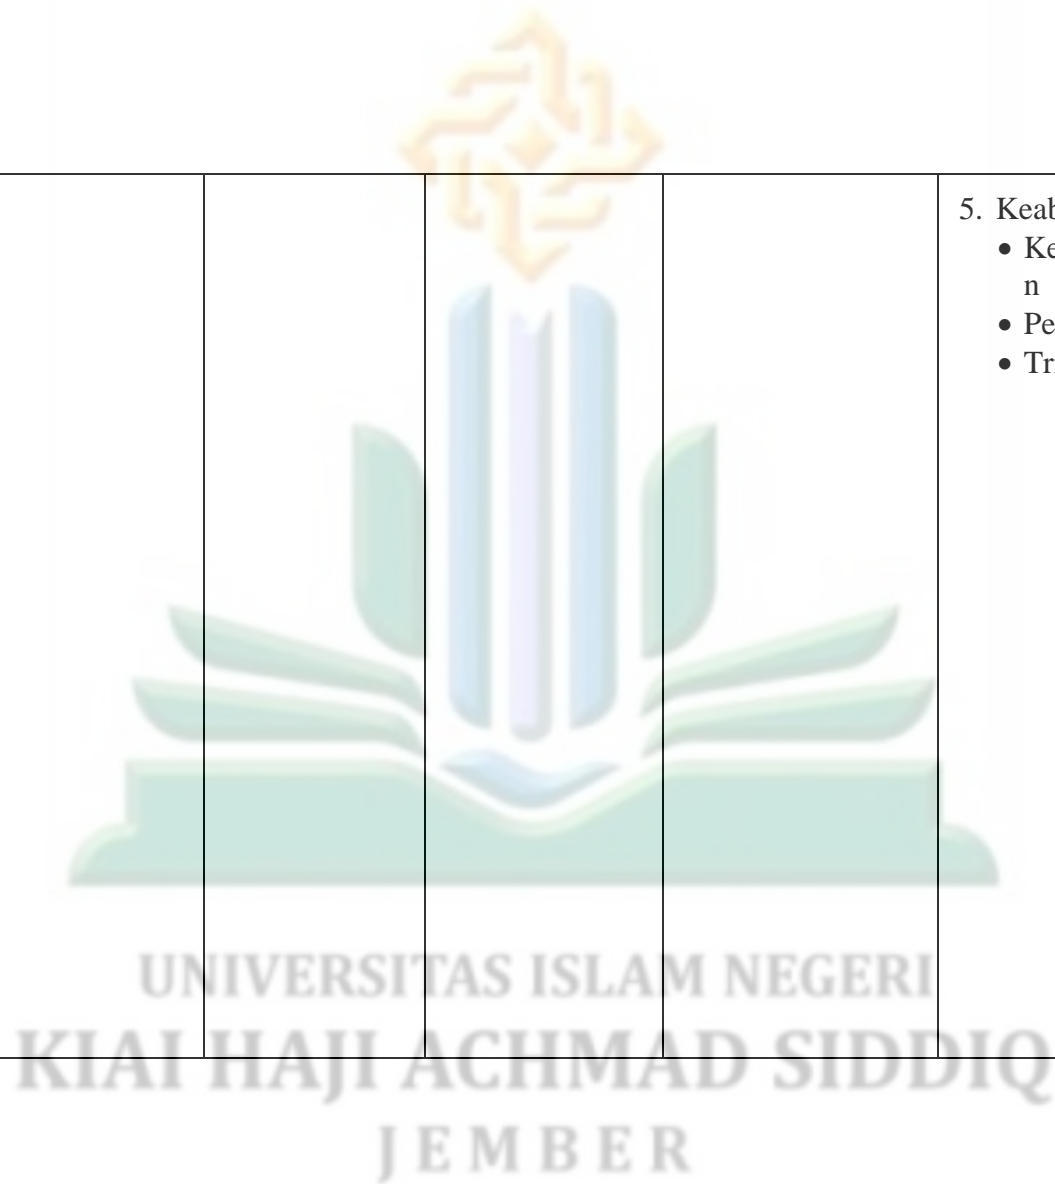 5. Keab
• Ke
n
• Pe
• Tr
UNIVERSITAS ISLAM NEGERI
KIAI HAJI ACHMAD SIDDIQ
JEMBER